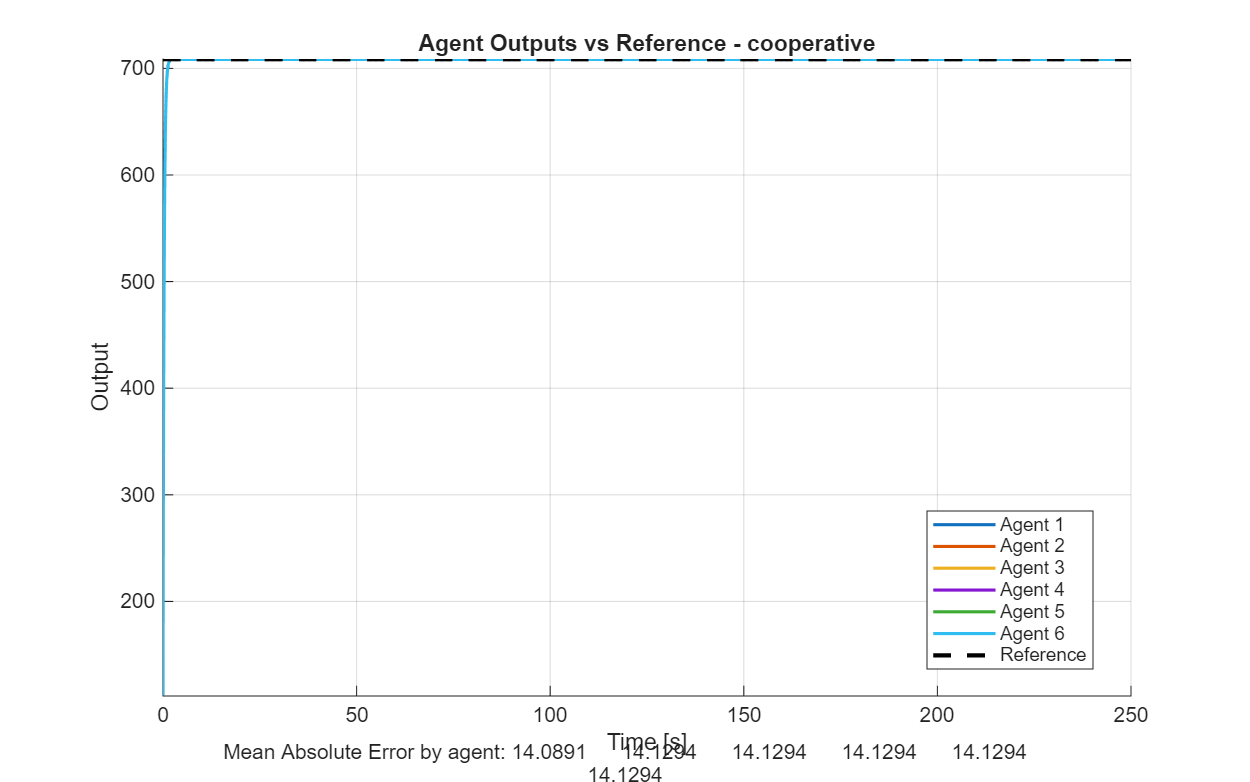 Agent Outputs vs Reference - cooperative
700
600
500
400
300
200
Output
Agent 1
Agent 2
Agent 3
Agent 4
Agent 5
Agent 6
Reference
0 50 100 150 200 250
Time [s]
Mean Absolute Error by agent: 14.0891 14.1294 14.1294 14.1294 14.1294
14.1294